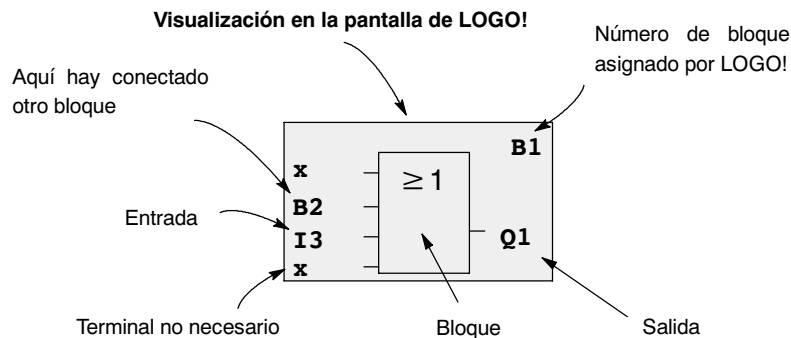 Visualización en la pantalla de LOGO!
Número de bloque
asignado por LOGO!
Aquí hay conectado
otro bloque
B1
x
≥1
B2
Entrada
I3
Q1
x
Terminal no necesario
Bloque
Salida